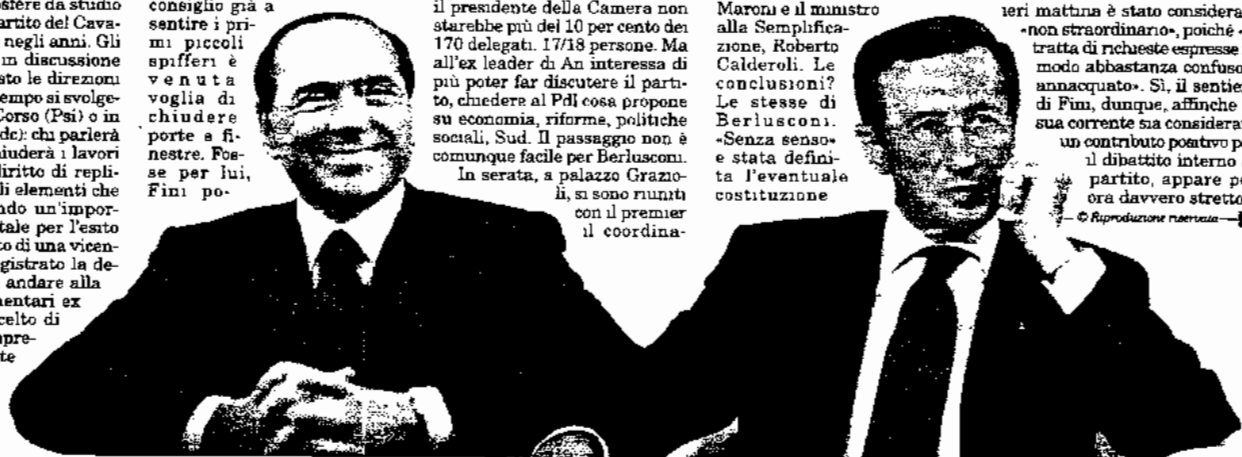 sfere da studio
artito del Cava-
negli anni. Gli
in discussione
ato le direzioni
empo si svolge-
Corso (Psi) o in
dc): chi parlerà
iuderà i lavori
diritto di repli-
li elementi che
ndo un'impor-
tale per l'esito
to di una vicen-
gistrato la de-
andare alla
mentari ex
celto di
pre-
te
consiglio già a
sentire i pri-
mi piccoli
spifferi è
venuta
voglia di
chiudere
porte e fi-
nestre. Fos-
se per lui,
Fini po-
il presidente della Camera non
starebbe più del 10 per cento dei
170 delegati. 17/18 persone. Ma
all'ex leader di An interessa di
più poter far discutere il parti-
to, chiedere al Pdl cosa propone
su economia, riforme, politiche
sociali, Sud. Il passaggio non è
comunque facile per Berlusconi.
In serata, a palazzo Grazio-
li, si sono riuniti
con il premier
il coordina-
Maroni e il ministro
alla Semplifica-
zione, Roberto
Calderoli. Le
conclusioni?
Le stesse di
Berlusconi.
«Senza senso»
è stata defini-
ta l'eventuale
costituzione
ieri mattina è stato considera
«non straordinario», poiché «
tratta di richieste espresse
modo abbastanza confuso
annacquato». Sì, il sentie
di Fini, dunque, affinché
sua corrente sia considera
un contributo positivo p
il dibattito interno
partito, appare p
ora davvero stretto
© Riproduzione riservata